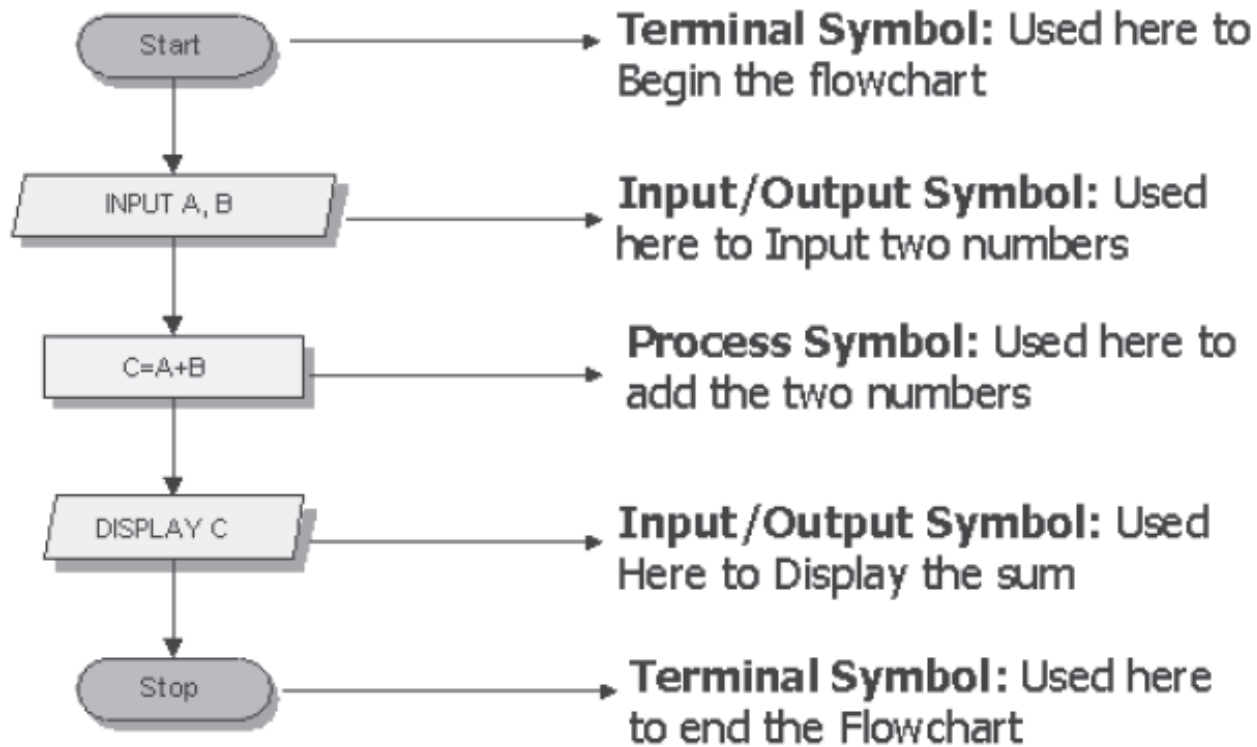 Start
Terminal Symbol: Used here to
Begin the flowchart
INPUT A, B
Input/Output Symbol: Used
here to Input two numbers
C=A+B
Process Symbol: Used here to
add the two numbers
DISPLAY C
Input/Output Symbol: Used
Here to Display the sum
Stop
Terminal Symbol: Used here
to end the Flowchart